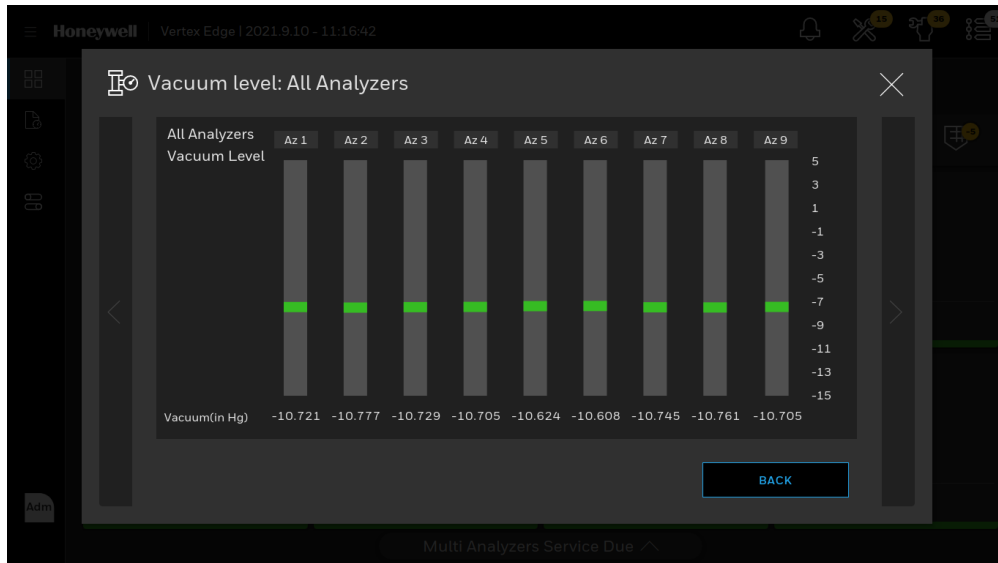 Honeywell
Vertex Edge | 2021.9.10 - 11:16:42
15
36
Vacuum level: All Analyzers
All Analyzers
Vacuum Level
Az 1 Az 2 Az 3 Az 4 Az 5 Az 6 Az 7 Az 8 Az 9
5
3
1
-1
-3
-5
-7
-9
-11
-13
-15
Vacuum(in Hg) -10.721 -10.777 -10.729 -10.705 -10.624 -10.608 -10.745 -10.761 -10.705
BACK
Adm
Multi Analyzers Service Due